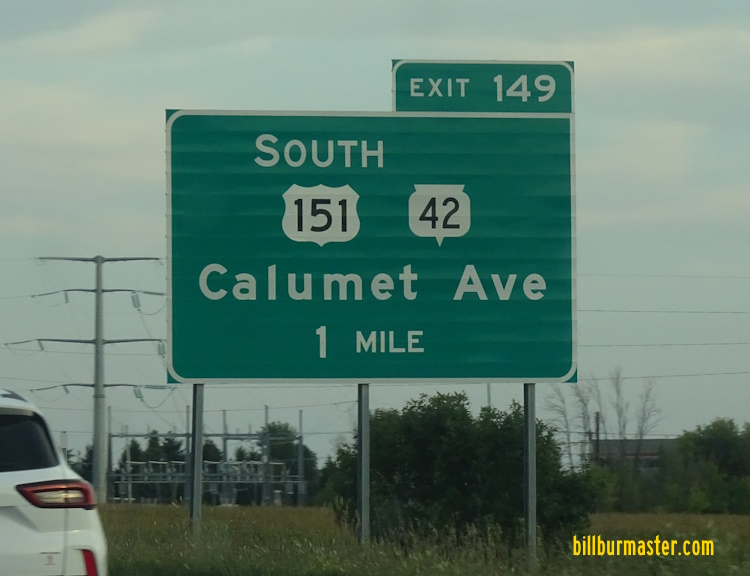 EXIT 149
SOUTH
151 42
Calumet Ave
1 MILE
billburmaster.com